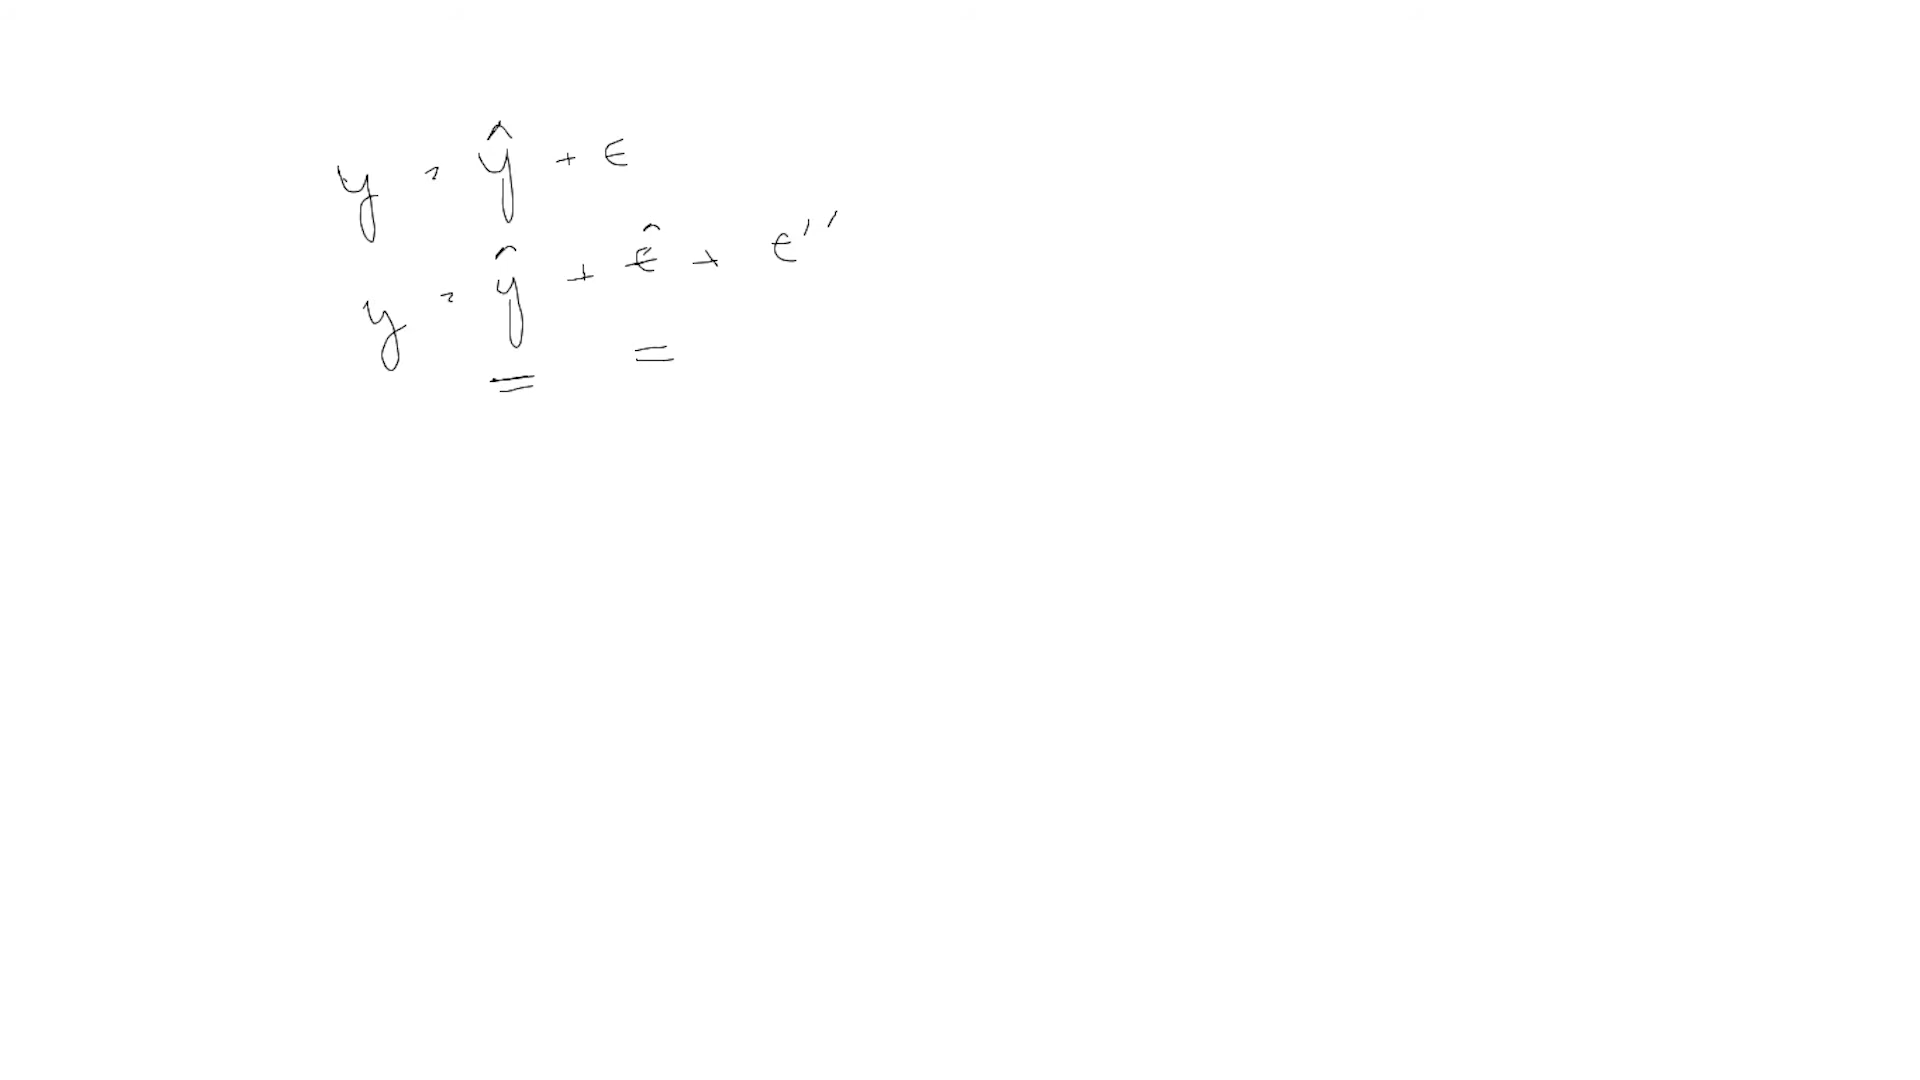 y = ŷ + ϵ
y = ŷ + ϵ̂ + ϵ''